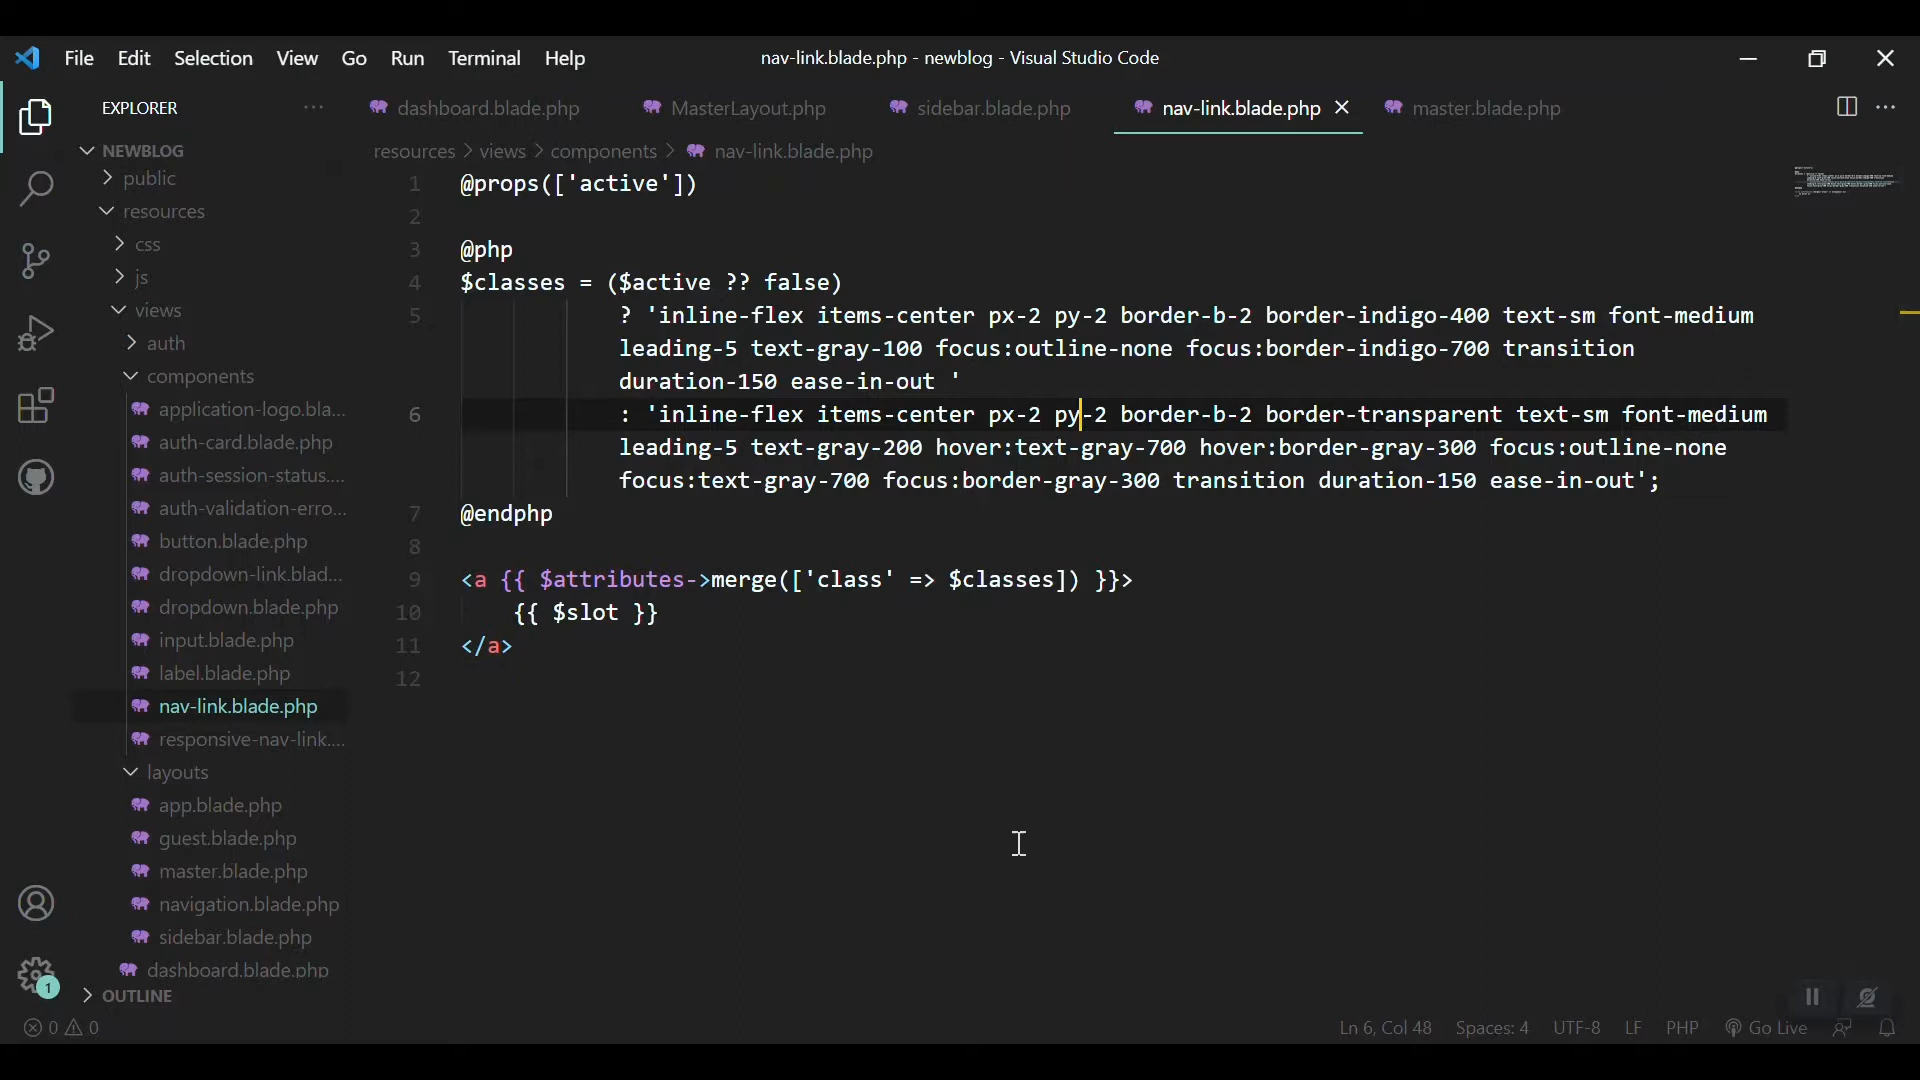 File Edit Selection View Go Run Terminal Help
nav-link.blade.php - newblog - Visual Studio Code
EXPLORER
dashboard.blade.php
MasterLayout.php
sidebar.blade.php
nav-link.blade.php
master.blade.php
NEWBLOG
public
resources
css
js
views
auth
components
application-logo.bla...
auth-card.blade.php
auth-session-status....
auth-validation-erro...
button.blade.php
dropdown-link.blad...
dropdown.blade.php
input.blade.php
label.blade.php
nav-link.blade.php
responsive-nav-link....
layouts
app.blade.php
guest.blade.php
master.blade.php
navigation.blade.php
sidebar.blade.php
dashboard.blade.php
OUTLINE
1
resources > views > components > nav-link.blade.php
1 @props(['active'])
2
3 @php
4 $classes = ($active ?? false)
5 ? 'inline-flex items-center px-2 py-2 border-b-2 border-indigo-400 text-sm font-medium
leading-5 text-gray-100 focus:outline-none focus:border-indigo-700 transition
duration-150 ease-in-out '
6 : 'inline-flex items-center px-2 py-2 border-b-2 border-transparent text-sm font-medium
leading-5 text-gray-200 hover:text-gray-700 hover:border-gray-300 focus:outline-none
focus:text-gray-700 focus:border-gray-300 transition duration-150 ease-in-out';
7 @endphp
8
9 <a {{ $attributes->merge(['class' => $classes]) }}>
10 {{ $slot }}
11 </a>
12
0 0
Ln 6, Col 48 Spaces: 4 UTF-8 LF PHP Go Live